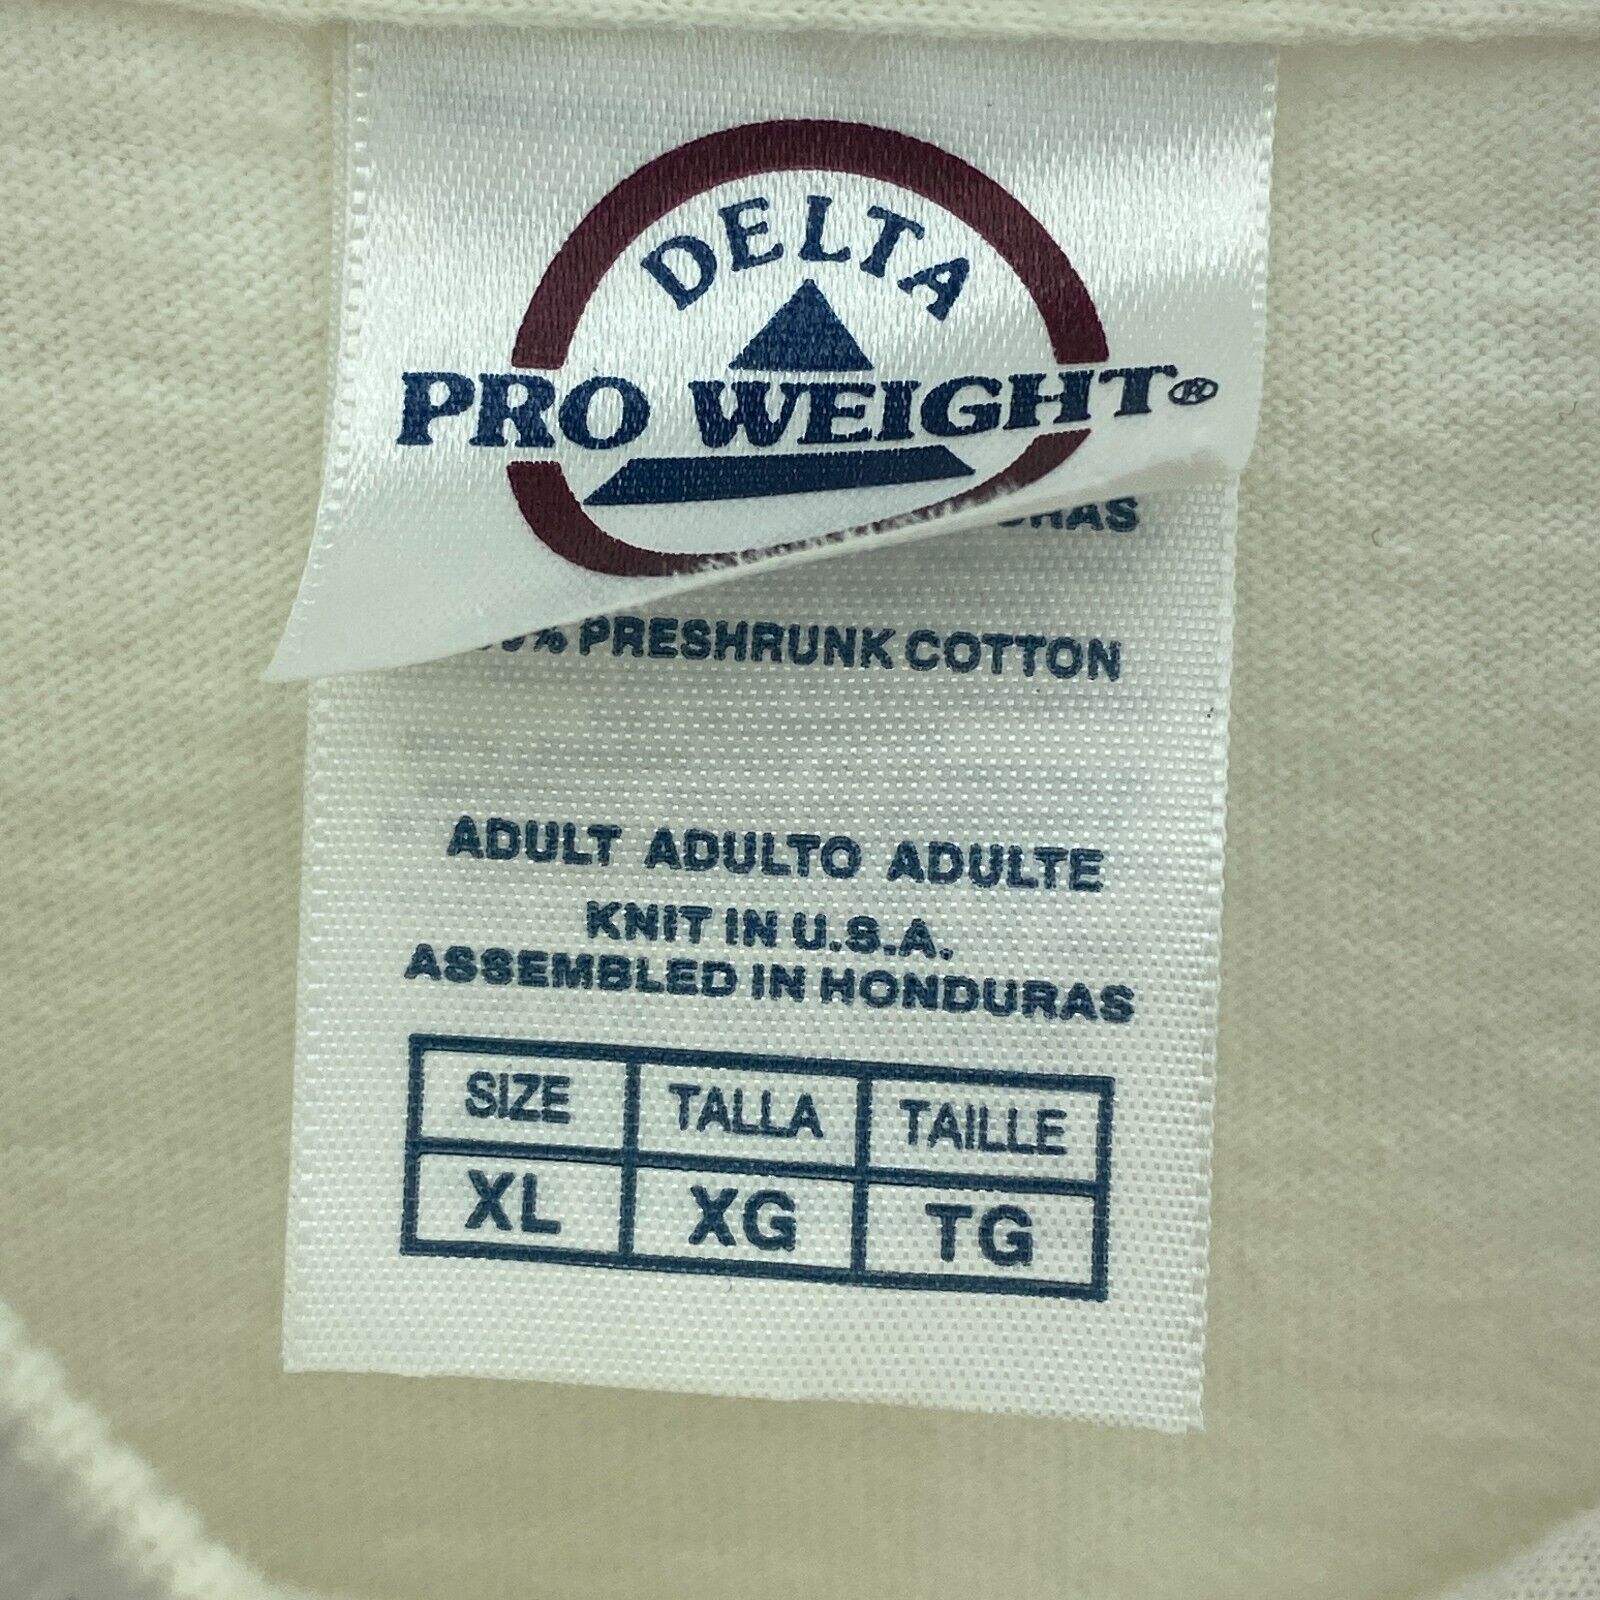 DELTA
PRO WEIGHT®
PRESHRUNK COTTON
ADULT ADULTO ADULTE
KNIT IN U.S.A.
ASSEMBLED IN HONDURAS
SIZE TALLA TAILLE
XL XG TG